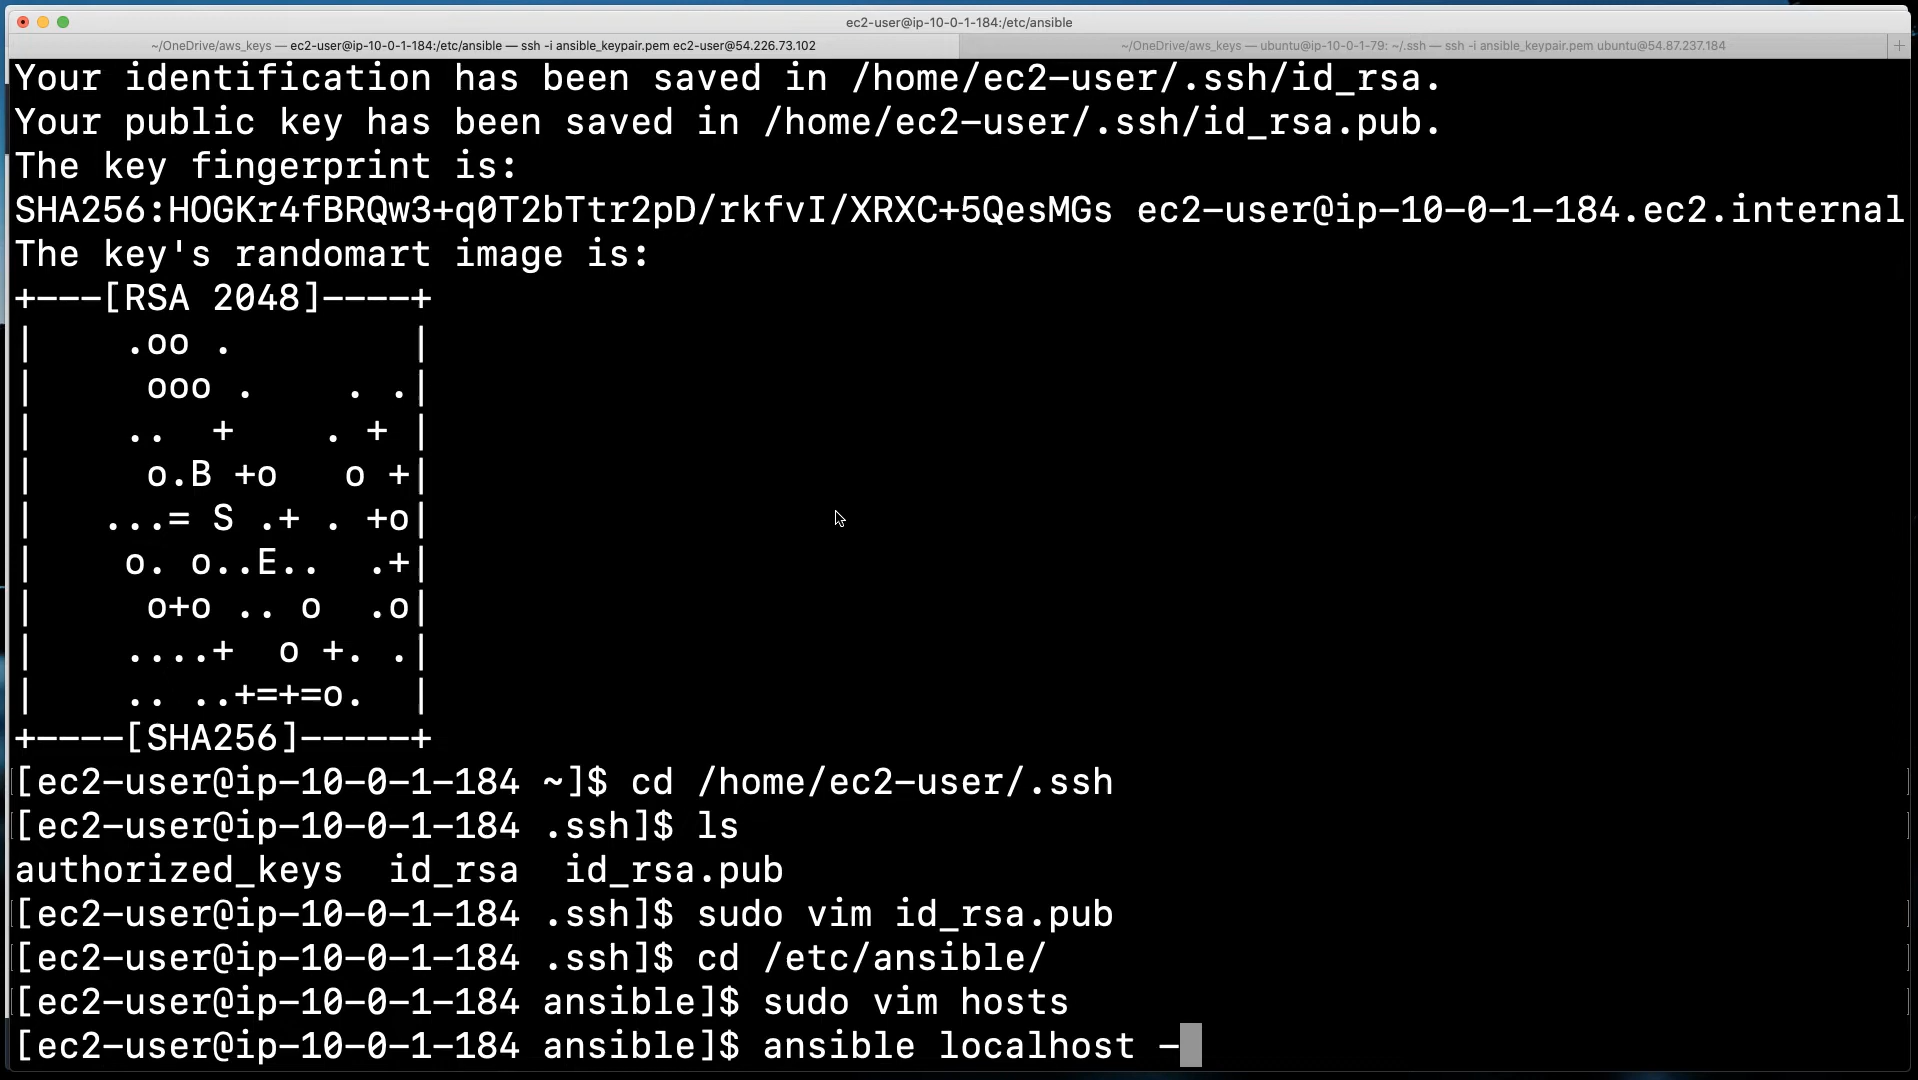 ec2-user@ip-10-0-1-184:/etc/ansible
~/OneDrive/aws_keys — ec2-user@ip-10-0-1-184:/etc/ansible — ssh -i ansible_keypair.pem ec2-user@54.226.73.102
~/OneDrive/aws_keys — ubuntu@ip-10-0-1-79: ~/.ssh — ssh -i ansible_keypair.pem ubuntu@54.87.237.184
Your identification has been saved in /home/ec2-user/.ssh/id_rsa.
Your public key has been saved in /home/ec2-user/.ssh/id_rsa.pub.
The key fingerprint is:
SHA256:HOGKr4fBRQw3+q0T2bTtr2pD/rkfvI/XRXC+5QesMGs ec2-user@ip-10-0-1-184.ec2.internal
The key's randomart image is:
+---[RSA 2048]----+
|     .oo .        |
|      ooo .    . .|
|     ..  +    . + |
|      o.B +o   o +|
|    ...= S .+ . +o|
|     o. o..E..  .+|
|      o+o .. o  .o|
|     ....+  o +. .|
|     .. ..+=+=o.  |
+----[SHA256]-----+
[ec2-user@ip-10-0-1-184 ~]$ cd /home/ec2-user/.ssh
[ec2-user@ip-10-0-1-184 .ssh]$ ls
authorized_keys  id_rsa  id_rsa.pub
[ec2-user@ip-10-0-1-184 .ssh]$ sudo vim id_rsa.pub
[ec2-user@ip-10-0-1-184 .ssh]$ cd /etc/ansible/
[ec2-user@ip-10-0-1-184 ansible]$ sudo vim hosts
[ec2-user@ip-10-0-1-184 ansible]$ ansible localhost -